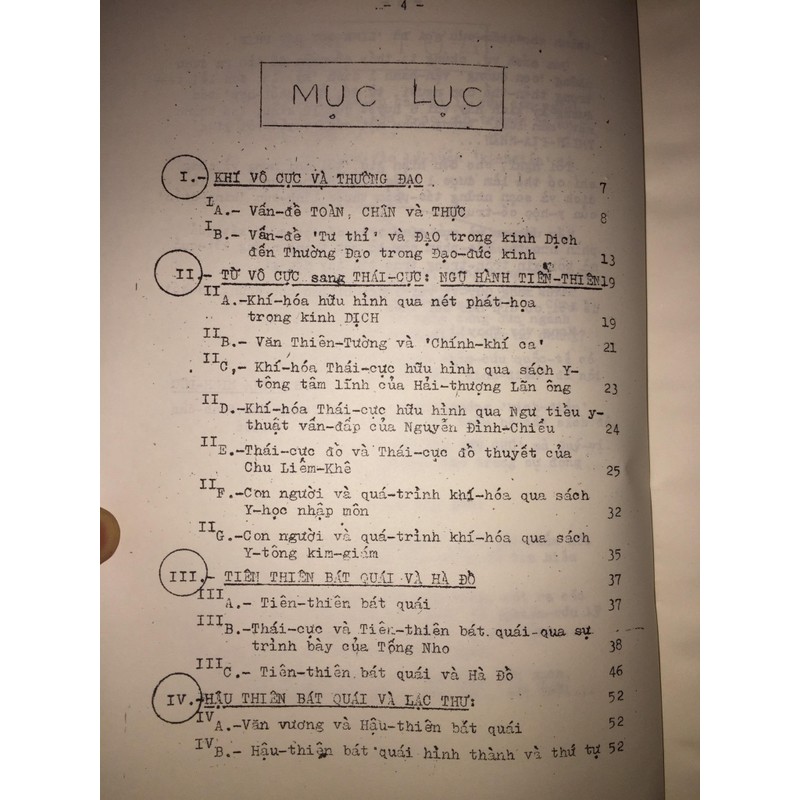 - 4 -
MỤC LỤC
I.- KHÍ VÔ CỰC VÀ THƯỜNG ĐẠO 7
IA.- Vấn-đề TOÀN, CHÂN và THỰC 8
IB.- Vấn-đề 'Tư thỉ' và ĐẠO trong kinh Dịch
đến Thường Đạo trong Đạo-đức kinh 13
II.- TỪ VÔ CỰC sang THÁI-CỰC: NGŨ HÀNH TIÊN-THIÊN 19
IIA.-Khí-hóa hữu hình qua nét phát-họa
trong kinh DỊCH 19
IIB.- Văn Thiên-Tường và 'Chính-khí ca' 21
IIC,- Khí-hóa Thái-cực hữu hình qua sách Y-
tông tâm lĩnh của Hải-thượng Lãn ông 23
IID.-Khí-hóa Thái-cực hữu hình qua Ngư tiều y-
thuật vấn-đấp của Nguyễn Đình-Chiểu 24
IIE.-Thái-cực đồ và Thái-cực đồ thuyết của
Chu Liêm-Khê 25
IIF.-Con người và quá-trình khí-hóa qua sách
Y-học nhập môn 32
IIG.-Con người và quá-trình khí-hóa qua sách
Y-tông kim-giám 35
III.- TIÊN THIÊN BÁT QUÁI VÀ HÀ ĐỒ 37
IIIA.- Tiên-thiên bát quái 37
IIIB.-Thái-cực và Tiên-thiên bát quái qua sự
trình bày của Tống Nho 38
IIIC.- Tiên-thiên bát quái và Hà Đồ 46
IV.-HẬU THIÊN BÁT QUÁI VÀ LẠC THƯ: 52
IVA.-Văn vương và Hậu-thiên bát quái 52
IVB.- Hậu-thiên bát quái hình thành và thứ tự 52